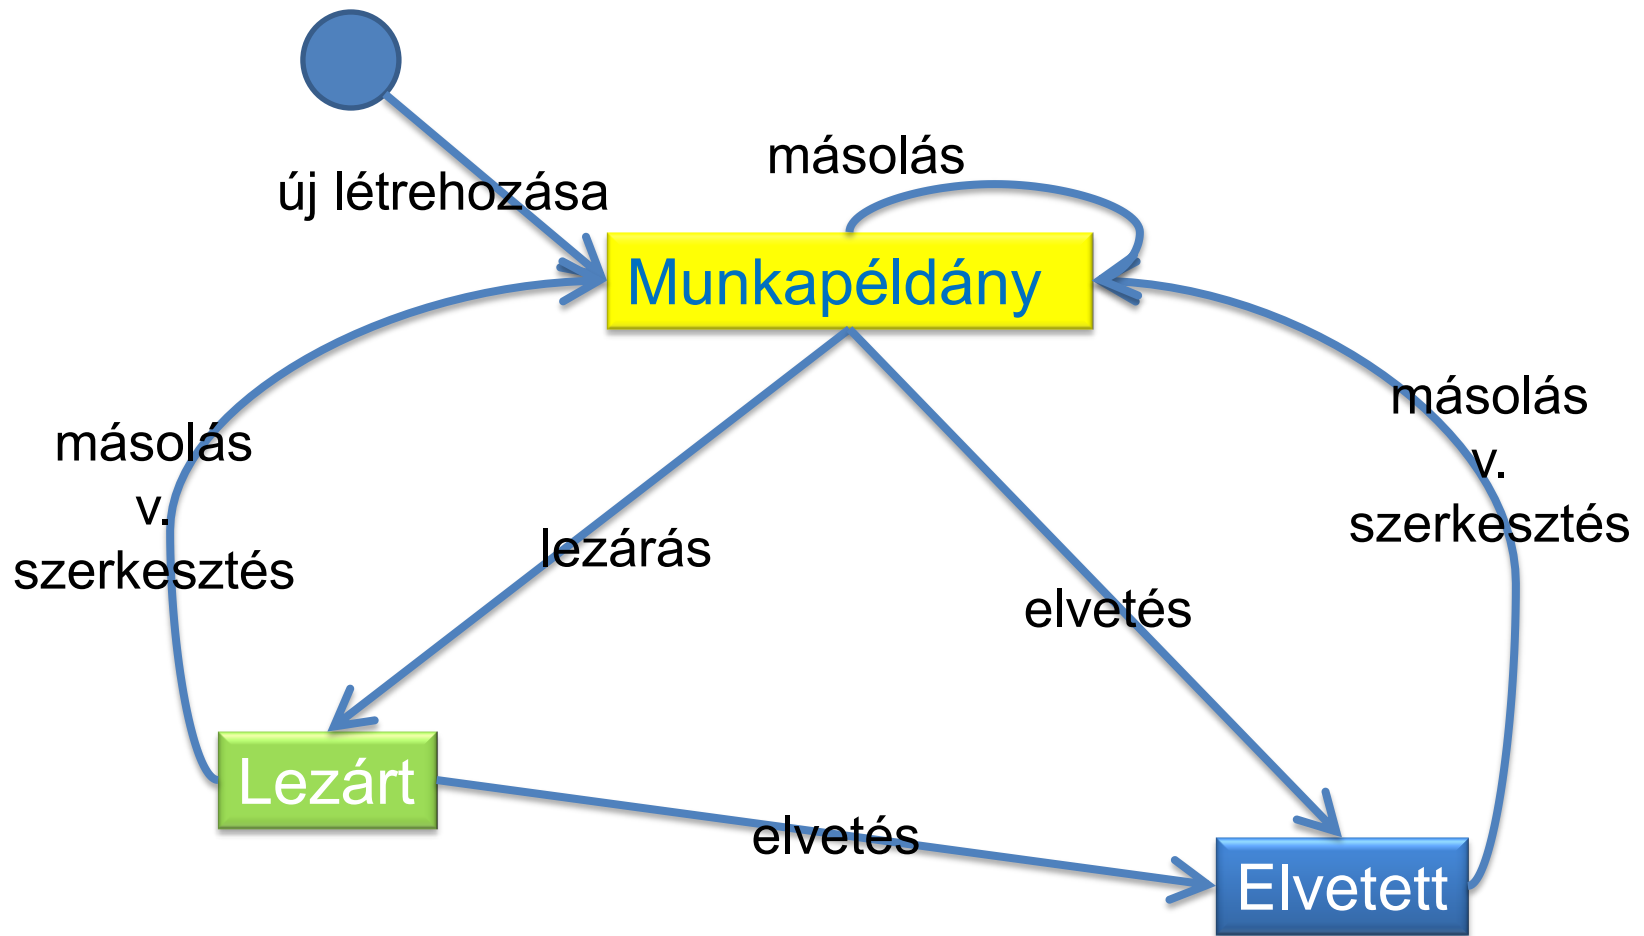 másolás
új létrehozása
Munkapéldány
másolás
v.
szerkesztés
másolás
v.
szerkesztés
lezárás
elvetés
Lezárt
elvetés
Elvetett